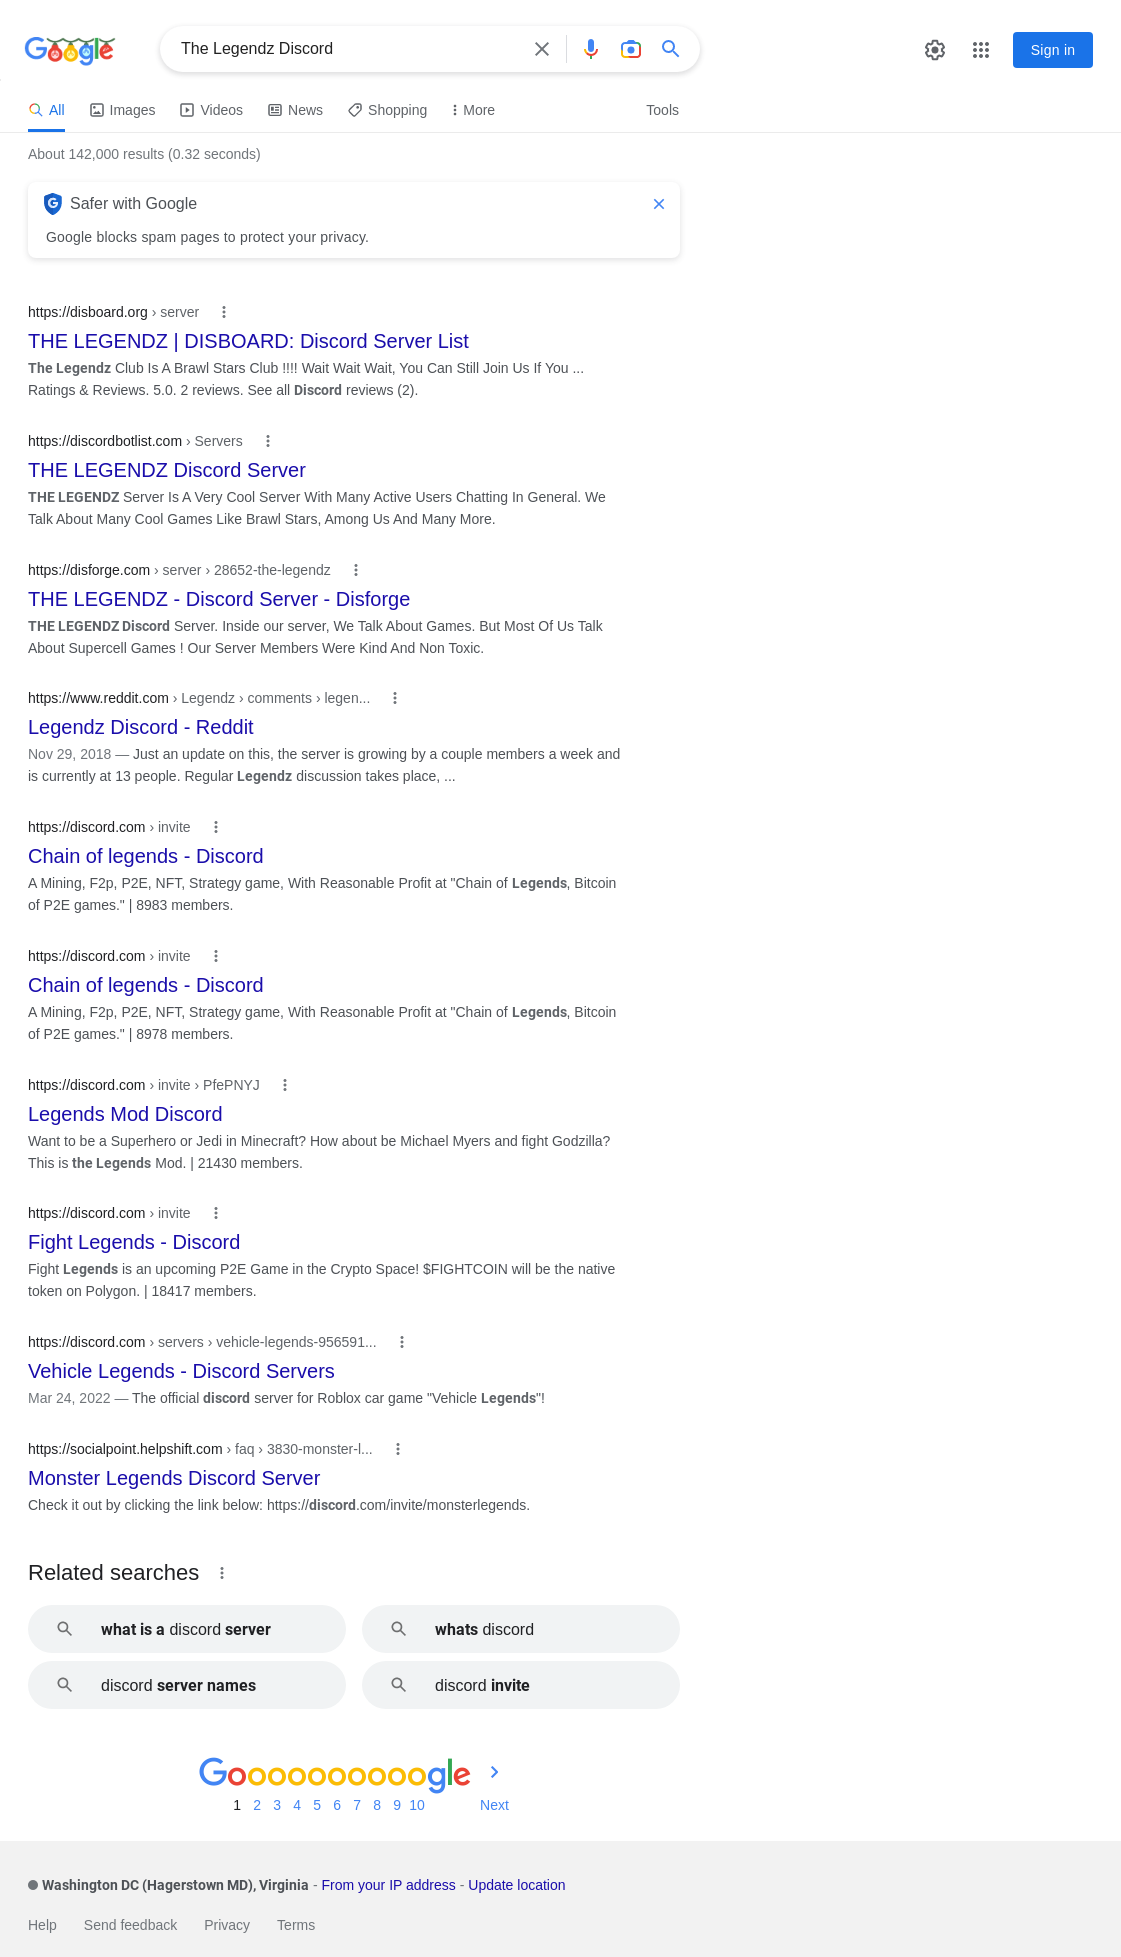 Google
The Legendz Discord
Sign in
All Images Videos News Shopping More Tools
About 142,000 results (0.32 seconds)
Safer with Google
Google blocks spam pages to protect your privacy.
https://disboard.org › server
THE LEGENDZ | DISBOARD: Discord Server List
The Legendz Club Is A Brawl Stars Club !!!! Wait Wait Wait, You Can Still Join Us If You ...
Ratings & Reviews. 5.0. 2 reviews. See all Discord reviews (2).
https://discordbotlist.com › Servers
THE LEGENDZ Discord Server
THE LEGENDZ Server Is A Very Cool Server With Many Active Users Chatting In General. We
Talk About Many Cool Games Like Brawl Stars, Among Us And Many More.
https://disforge.com › server › 28652-the-legendz
THE LEGENDZ - Discord Server - Disforge
THE LEGENDZ Discord Server. Inside our server, We Talk About Games. But Most Of Us Talk
About Supercell Games ! Our Server Members Were Kind And Non Toxic.
https://www.reddit.com › Legendz › comments › legen...
Legendz Discord - Reddit
Nov 29, 2018 — Just an update on this, the server is growing by a couple members a week and
is currently at 13 people. Regular Legendz discussion takes place, ...
https://discord.com › invite
Chain of legends - Discord
A Mining, F2p, P2E, NFT, Strategy game, With Reasonable Profit at "Chain of Legends, Bitcoin
of P2E games." | 8983 members.
https://discord.com › invite
Chain of legends - Discord
A Mining, F2p, P2E, NFT, Strategy game, With Reasonable Profit at "Chain of Legends, Bitcoin
of P2E games." | 8978 members.
https://discord.com › invite › PfePNYJ
Legends Mod Discord
Want to be a Superhero or Jedi in Minecraft? How about be Michael Myers and fight Godzilla?
This is the Legends Mod. | 21430 members.
https://discord.com › invite
Fight Legends - Discord
Fight Legends is an upcoming P2E Game in the Crypto Space! $FIGHTCOIN will be the native
token on Polygon. | 18417 members.
https://discord.com › servers › vehicle-legends-956591...
Vehicle Legends - Discord Servers
Mar 24, 2022 — The official discord server for Roblox car game "Vehicle Legends"!
https://socialpoint.helpshift.com › faq › 3830-monster-l...
Monster Legends Discord Server
Check it out by clicking the link below: https://discord.com/invite/monsterlegends.
Related searches
what is a discord server whats discord
discord server names discord invite
Goooooooooogle
1 2 3 4 5 6 7 8 9 10 Next
Washington DC (Hagerstown MD), Virginia - From your IP address - Update location
Help Send feedback Privacy Terms